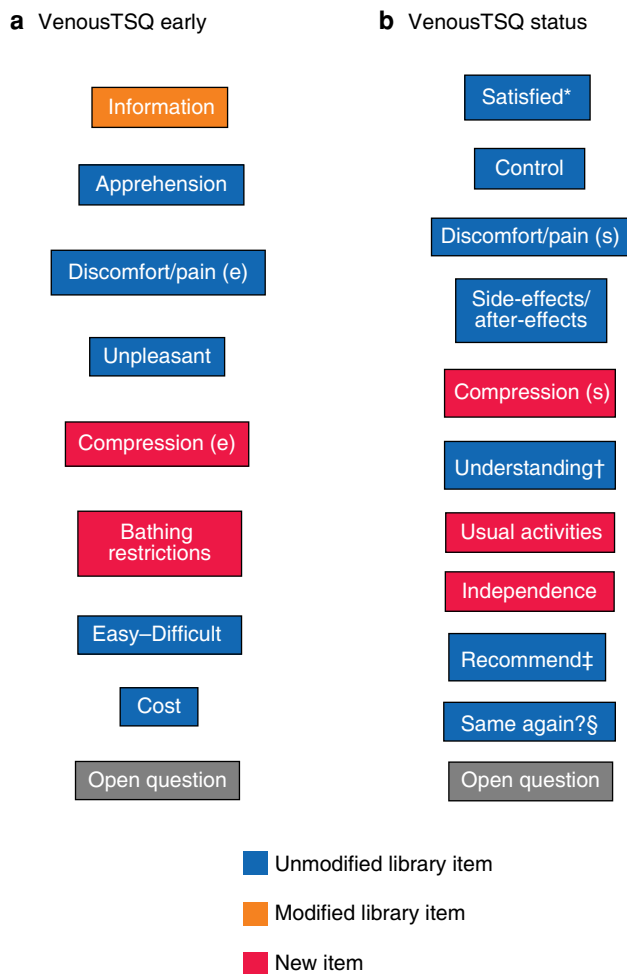 a VenousTSQ early
Information
Apprehension
Discomfort/pain (e)
Unpleasant
Compression (e)
Bathing
restrictions
Easy–Difficult
Cost
Open question
b VenousTSQ status
Satisfied*
Control
Discomfort/pain (s)
Side-effects/
after-effects
Compression (s)
Understanding†
Usual activities
Independence
Recommend‡
Same again?§
Open question
Unmodified library item
Modified library item
New item